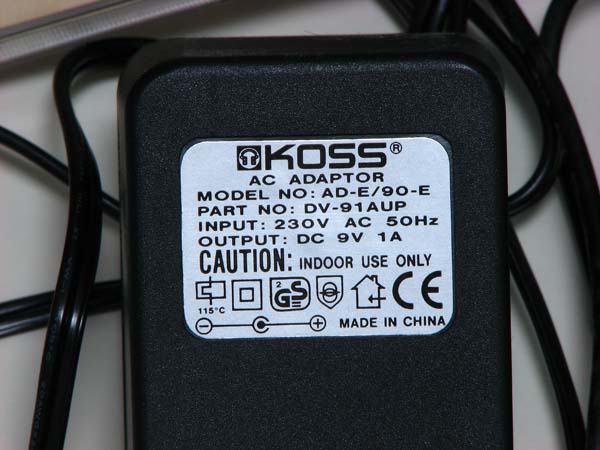 KOSS®
AC ADAPTOR
MODEL NO: AD-E/90-E
PART NO: DV-91AUP
INPUT: 230V AC 50Hz
OUTPUT: DC 9V 1A
CAUTION: INDOOR USE ONLY
2 GS CE
115°C
MADE IN CHINA